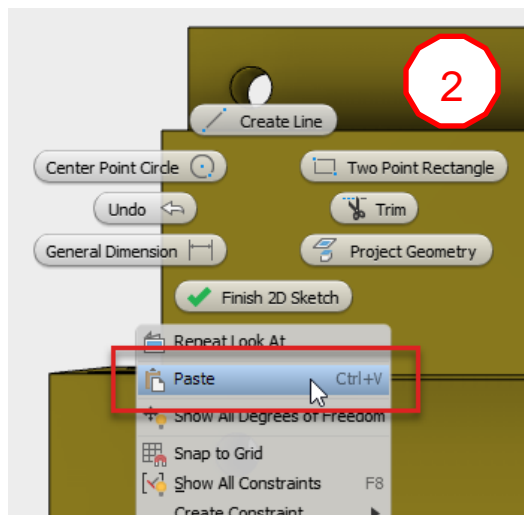 2
Create Line
Center Point Circle
Two Point Rectangle
Undo
Trim
General Dimension
Project Geometry
Finish 2D Sketch
Repeat Look At
Paste Ctrl+V
Show All Degrees of Freedom
Snap to Grid
Show All Constraints F8
Create Constraint